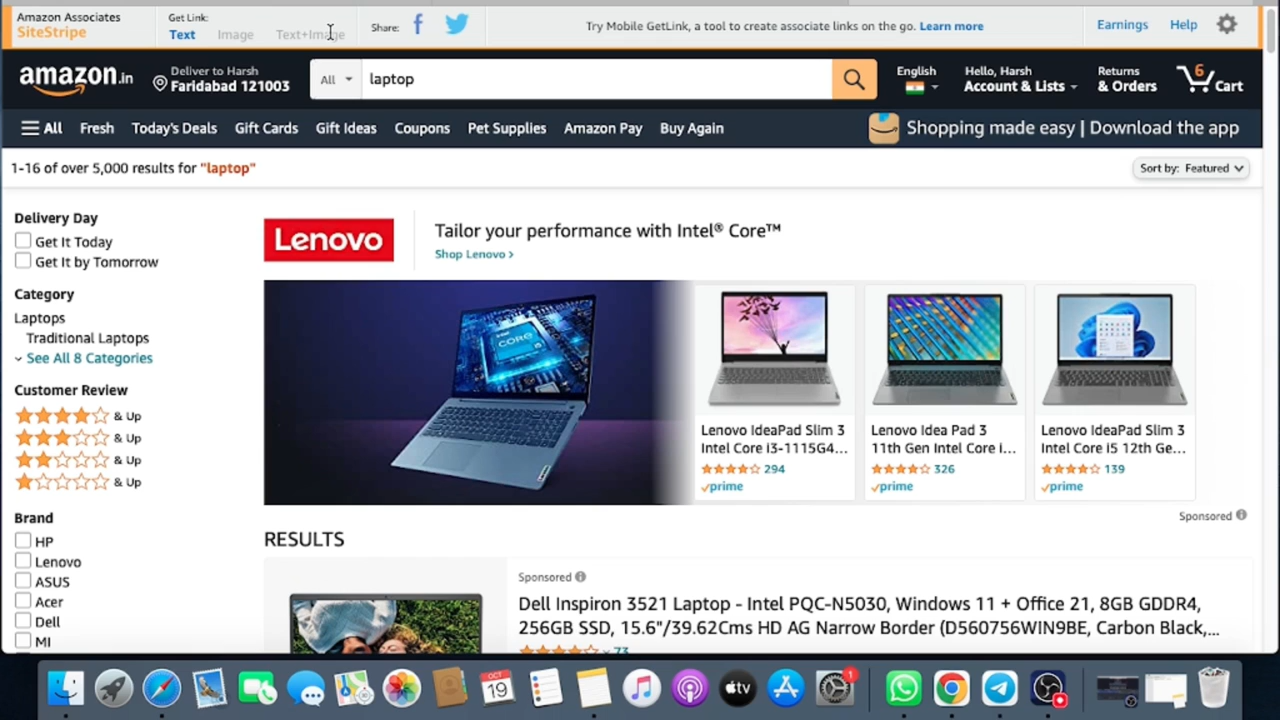 Amazon Associates
SiteStripe
Get Link:
Text Image Text+Image
Share:
Try Mobile GetLink, a tool to create associate links on the go. Learn more
Earnings Help
amazon.in
Deliver to Harsh
Faridabad 121003
All
laptop
English
Hello, Harsh
Account & Lists
Returns
& Orders
6
Cart
All Fresh Today's Deals Gift Cards Gift Ideas Coupons Pet Supplies Amazon Pay Buy Again
Shopping made easy | Download the app
1-16 of over 5,000 results for "laptop"
Sort by: Featured
Delivery Day
Get It Today
Get It by Tomorrow
Category
Laptops
Traditional Laptops
See All 8 Categories
Customer Review
& Up
& Up
& Up
& Up
Brand
HP
Lenovo
ASUS
Acer
Dell
MI
Lenovo
Tailor your performance with Intel® Core™
Shop Lenovo ›
CORE
Lenovo IdeaPad Slim 3
Intel Core i3-1115G4...
294
prime
Lenovo Idea Pad 3
11th Gen Intel Core i...
326
prime
Lenovo IdeaPad Slim 3
Intel Core i5 12th Ge...
139
prime
Sponsored
RESULTS
Sponsored
Dell Inspiron 3521 Laptop - Intel PQC-N5030, Windows 11 + Office 21, 8GB GDDR4,
256GB SSD, 15.6"/39.62Cms HD AG Narrow Border (D560756WIN9BE, Carbon Black,...
73
OCT
19
tv
1